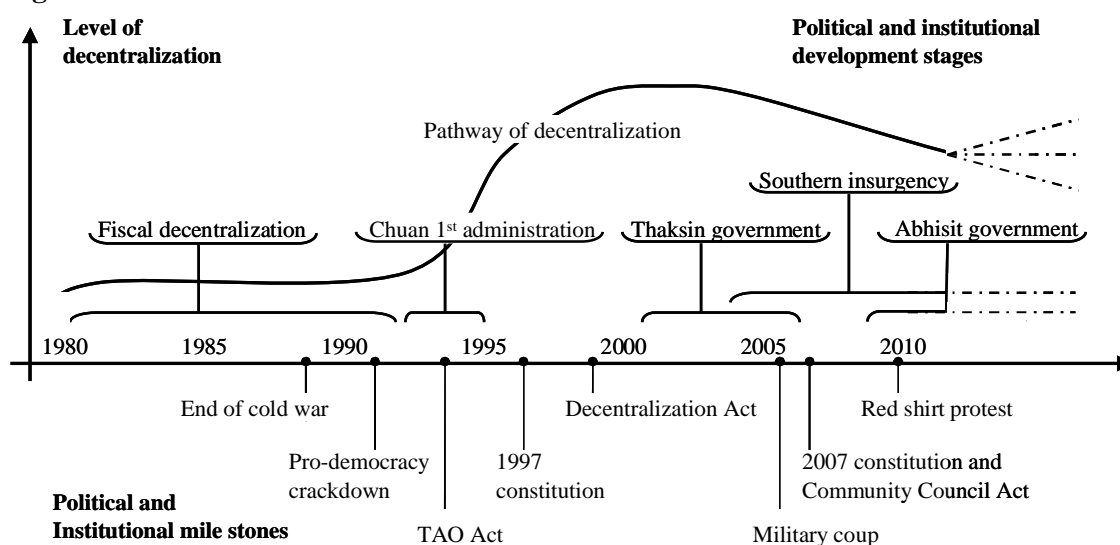 Level of
decentralization
Political and institutional
development stages
Pathway of decentralization
Southern insurgency
Fiscal decentralization
Chuan 1st administration
Thaksin government
Abhisit government
1980 1985 1990 1995 2000 2005 2010
End of cold war
Decentralization Act
Red shirt protest
Pro-democracy
crackdown
1997
constitution
2007 constitution and
Community Council Act
Political and
Institutional mile stones
TAO Act
Military coup